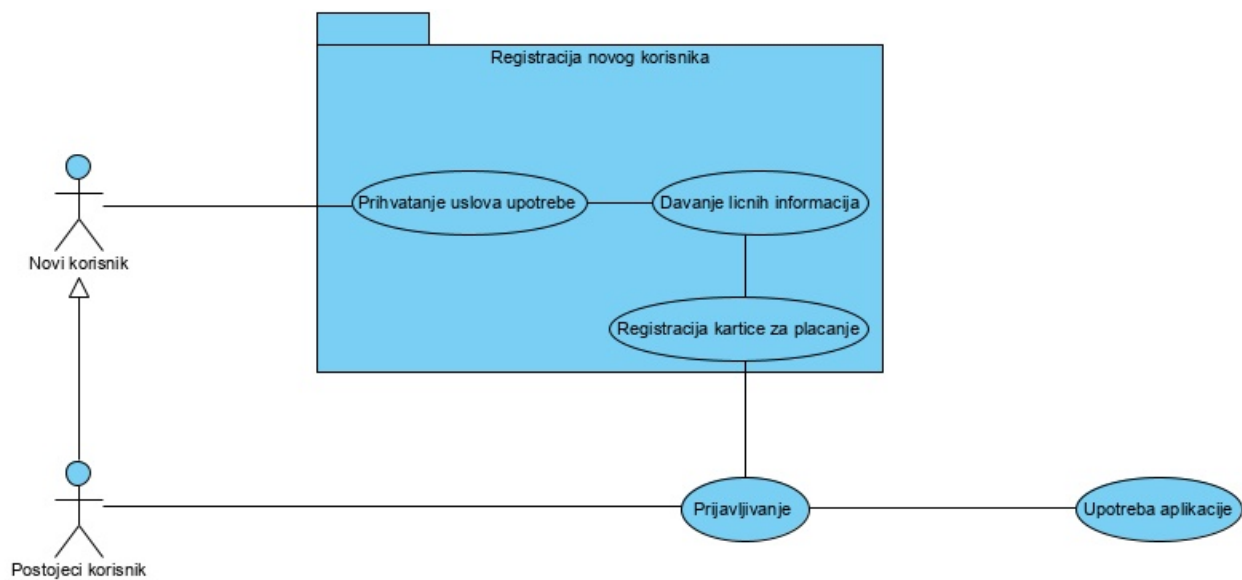 Registracija novog korisnika
Prihvatanje uslova upotrebe
Davanje licnih informacija
Novi korisnik
Registracija kartice za placanje
Prijavljivanje
Upotreba aplikacije
Postojeci korisnik